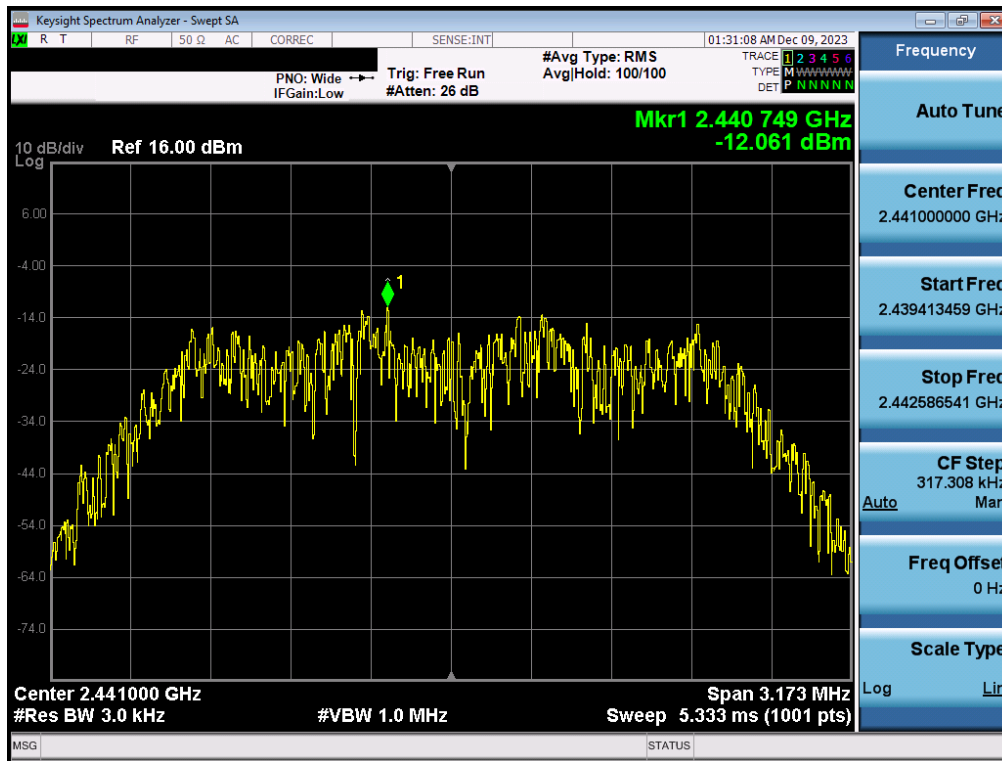 Keysight Spectrum Analyzer - Swept SA
LXI R T RF 50 Ω AC CORREC SENSE:INT 01:31:08 AM Dec 09, 2023
PNO: Wide
IFGain:Low
Trig: Free Run
#Atten: 26 dB
#Avg Type: RMS
Avg|Hold: 100/100
TRACE 1 2 3 4 5 6
TYPE M W W W W W
DET P N N N N N
Mkr1 2.440 749 GHz
-12.061 dBm
10 dB/div
Log
Ref 16.00 dBm
6.00
-4.00
1
-14.0
-24.0
-34.0
-44.0
-54.0
-64.0
-74.0
Center 2.441000 GHz
Span 3.173 MHz
#Res BW 3.0 kHz
#VBW 1.0 MHz
Sweep 5.333 ms (1001 pts)
MSG
STATUS
Frequency
Auto Tune
Center Freq
2.441000000 GHz
Start Freq
2.439413459 GHz
Stop Freq
2.442586541 GHz
CF Step
317.308 kHz
Auto Man
Freq Offset
0 Hz
Scale Type
Log Lin